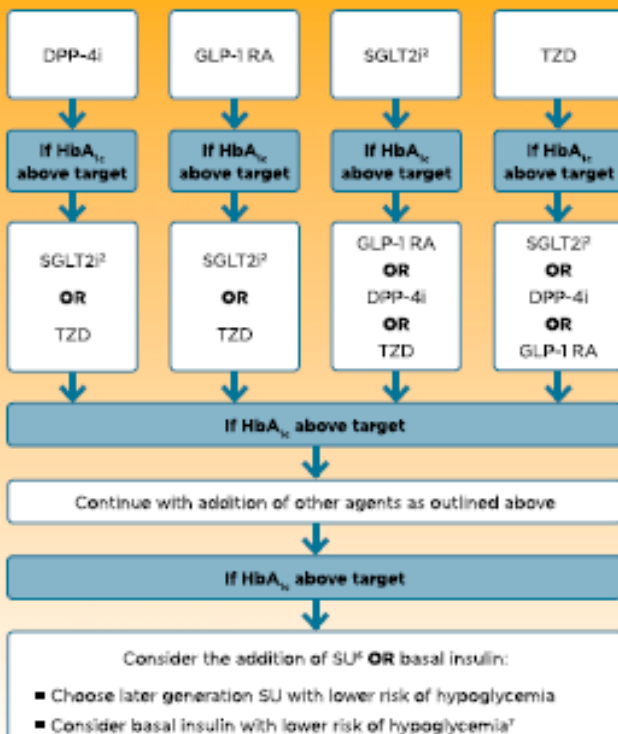 DPP-4i
GLP-1 RA
SGLT2i²
TZD
If HbA₁c
above target
If HbA₁c
above target
If HbA₁c
above target
If HbA₁c
above target
SGLT2i²
OR
TZD
SGLT2i²
OR
TZD
GLP-1 RA
OR
DPP-4i
OR
TZD
SGLT2i²
OR
DPP-4i
OR
GLP-1 RA
If HbA₁c above target
Continue with addition of other agents as outlined above
If HbA₁c above target
Consider the addition of SU⁶ OR basal insulin:
▪ Choose later generation SU with lower risk of hypoglycemia
▪ Consider basal insulin with lower risk of hypoglycemia⁷